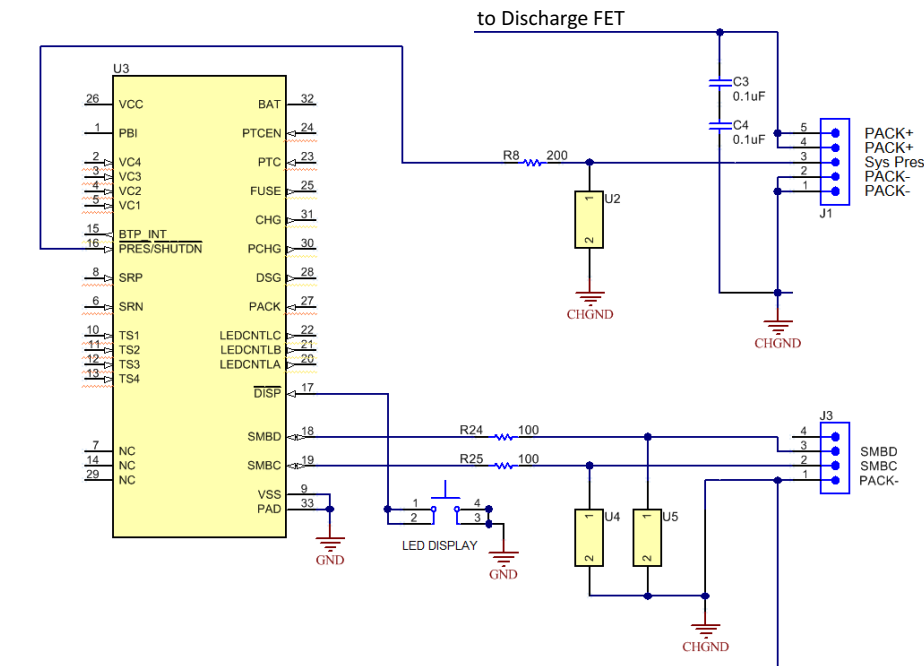 to Discharge FET
U3
26 VCC BAT 32
1 PBI PTCEN 24
2 VC4 PTC 23
3 VC3
4 VC2 FUSE 25
5 VC1
CHG 31
15 BTP_INT
16 PRES/SHUTDN PCHG 30
8 SRP DSG 28
6 SRN PACK 27
10 TS1 LEDCNTLC 22
11 TS2 LEDCNTLB 21
12 TS3 LEDCNTLA 20
13 TS4
DISP 17
SMBD 18
7 NC
14 NC SMBC 19
29 NC
VSS 9
PAD 33
GND
R8 200
U2
1
2
CHGND
C3
0.1uF
C4
0.1uF
5 PACK+
4 PACK+
3 Sys Pres
2 PACK-
1 PACK-
J1
CHGND
R24 100
R25 100
1 4
2 3
LED DISPLAY
GND
U4
1
2
U5
1
2
CHGND
J3
4
3 SMBD
2 SMBC
1 PACK-